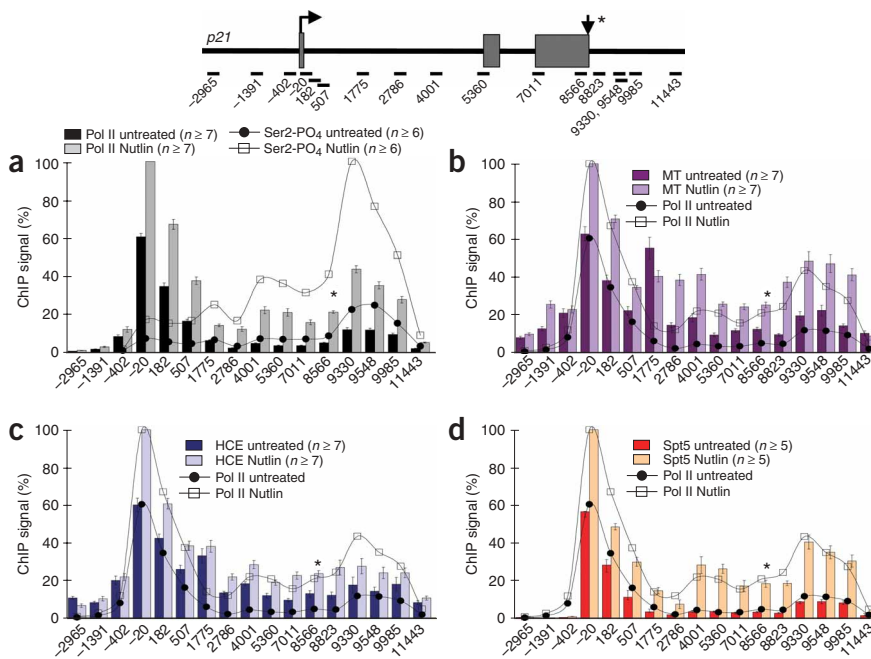 p21
*
−2965 −1391 −402 −20 182 507 1775 2786 4001 5360 7011 8566 8823 9330, 9548 9985 11443
a
Pol II untreated (n ≥ 7)
Pol II Nutlin (n ≥ 7)
Ser2-PO4 untreated (n ≥ 6)
Ser2-PO4 Nutlin (n ≥ 6)
ChIP signal (%)
100
80
60
40
20
0
*
−2965 −1391 −402 −20 182 507 1775 2786 4001 5360 7011 8566 9330 9548 9985 11443
b
MT untreated (n ≥ 7)
MT Nutlin (n ≥ 7)
Pol II untreated
Pol II Nutlin
ChIP signal (%)
100
80
60
40
20
0
*
−2965 −1391 −402 −20 182 507 1775 2786 4001 5360 7011 8566 8823 9330 9548 9985 11443
c
HCE untreated (n ≥ 7)
HCE Nutlin (n ≥ 7)
Pol II untreated
Pol II Nutlin
ChIP signal (%)
100
80
60
40
20
0
*
−2965 −1391 −402 −20 182 507 1775 2786 4001 5360 7011 8566 8823 9330 9548 9985 11443
d
Spt5 untreated (n ≥ 5)
Spt5 Nutlin (n ≥ 5)
Pol II untreated
Pol II Nutlin
ChIP signal (%)
100
80
60
40
20
0
*
−2965 −1391 −402 −20 182 507 1775 2786 4001 5360 7011 8566 8823 9330 9548 9985 11443